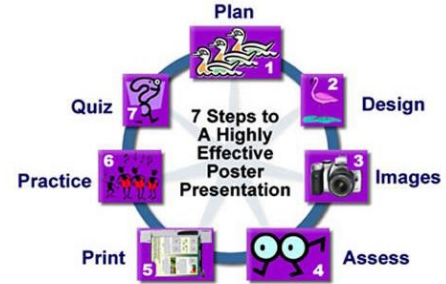 Plan
1
2
Design
3
Images
4
Assess
5
Print
6
Practice
7
Quiz
7 Steps to
A Highly
Effective
Poster
Presentation